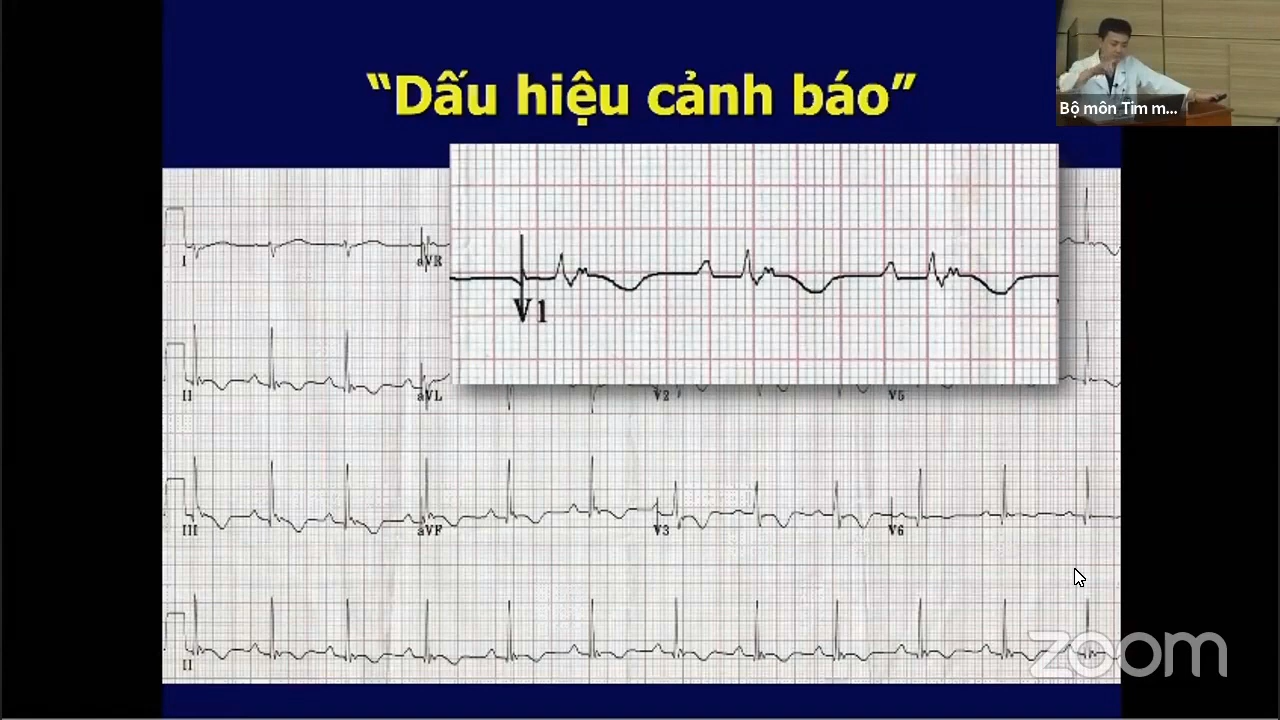 “Dấu hiệu cảnh báo”
Bộ môn Tim m...
I
aVR
V1
II
aVL
V2
V5
III
aVF
V3
V6
II
zoom